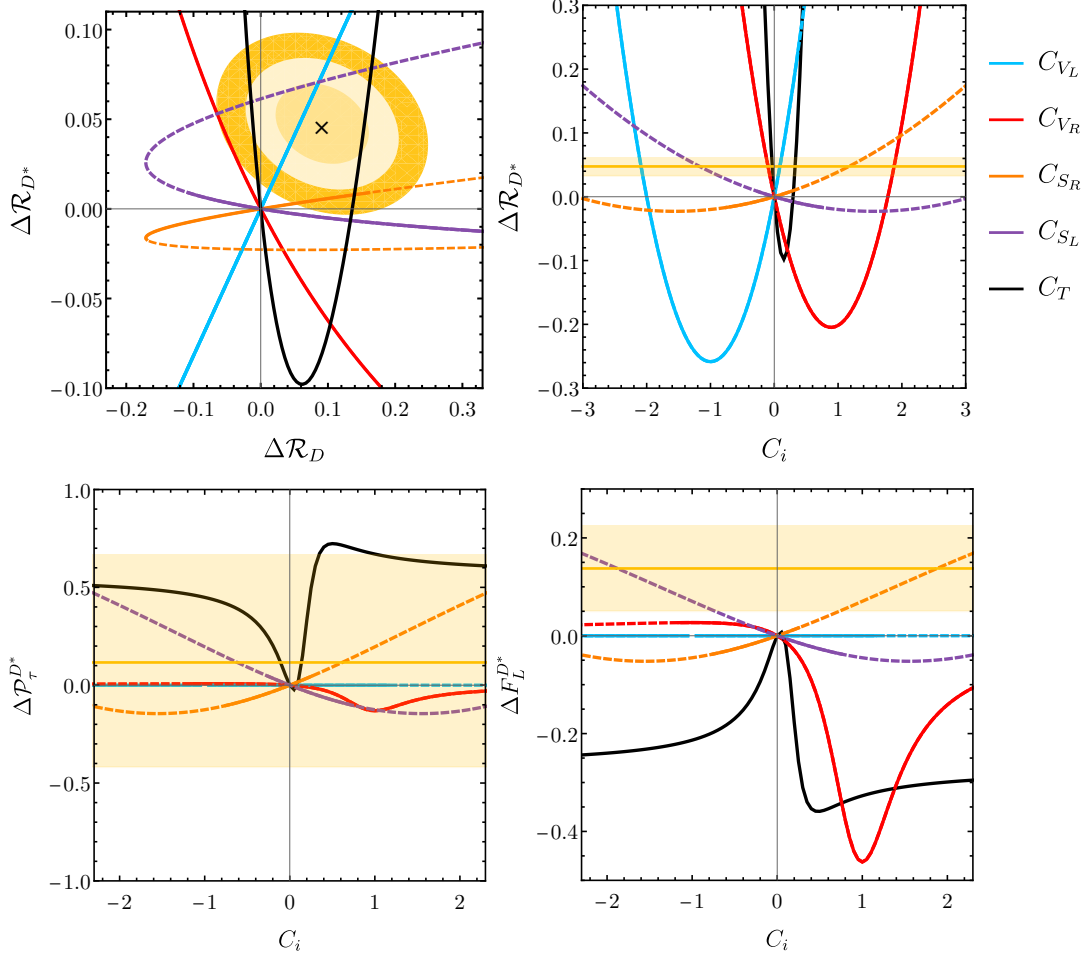 0.10
0.05
0.00
−0.05
−0.10
ΔR_{D*}
−0.2 −0.1 0.0 0.1 0.2 0.3
ΔR_D
0.3
0.2
0.1
0.0
−0.1
−0.2
−0.3
ΔR_{D*}
−3 −2 −1 0 1 2 3
C_i
C_{V_L}
C_{V_R}
C_{S_R}
C_{S_L}
C_T
1.0
0.5
0.0
−0.5
−1.0
ΔP_τ^{D*}
−2 −1 0 1 2
C_i
0.2
0.0
−0.2
−0.4
ΔF_L^{D*}
−2 −1 0 1 2
C_i